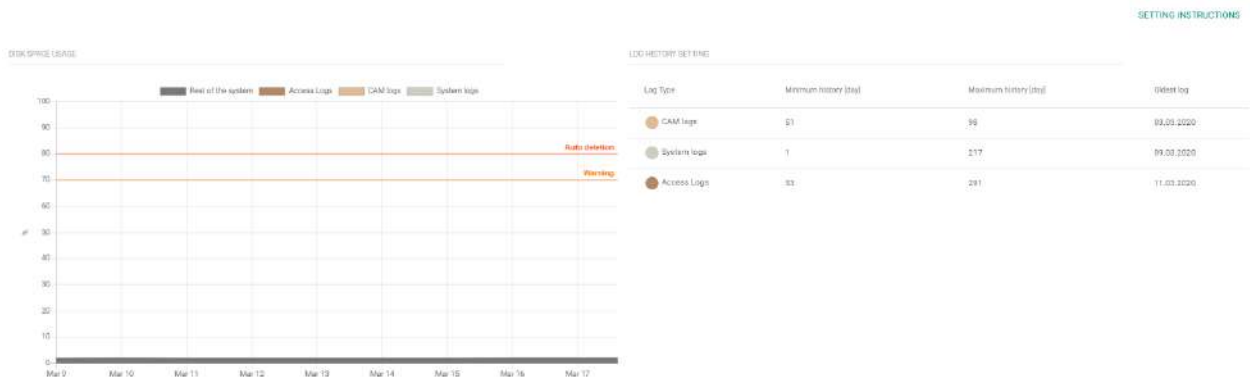 SETTING INSTRUCTIONS
DISK SPACE USAGE
Rest of the system Access Logs CAM logs System logs
100
90
80
Auto deletion
70
Warning
60
50
%
40
30
20
10
0
Mar 9 Mar 10 Mar 11 Mar 12 Mar 13 Mar 14 Mar 15 Mar 16 Mar 17
LOG HISTORY SETTING
Log Type Minimum history [day] Maximum history [day] Oldest log
CAM logs 51 .03.2020
System logs 1 217 09.03.2020
Access Logs 11.03.2020